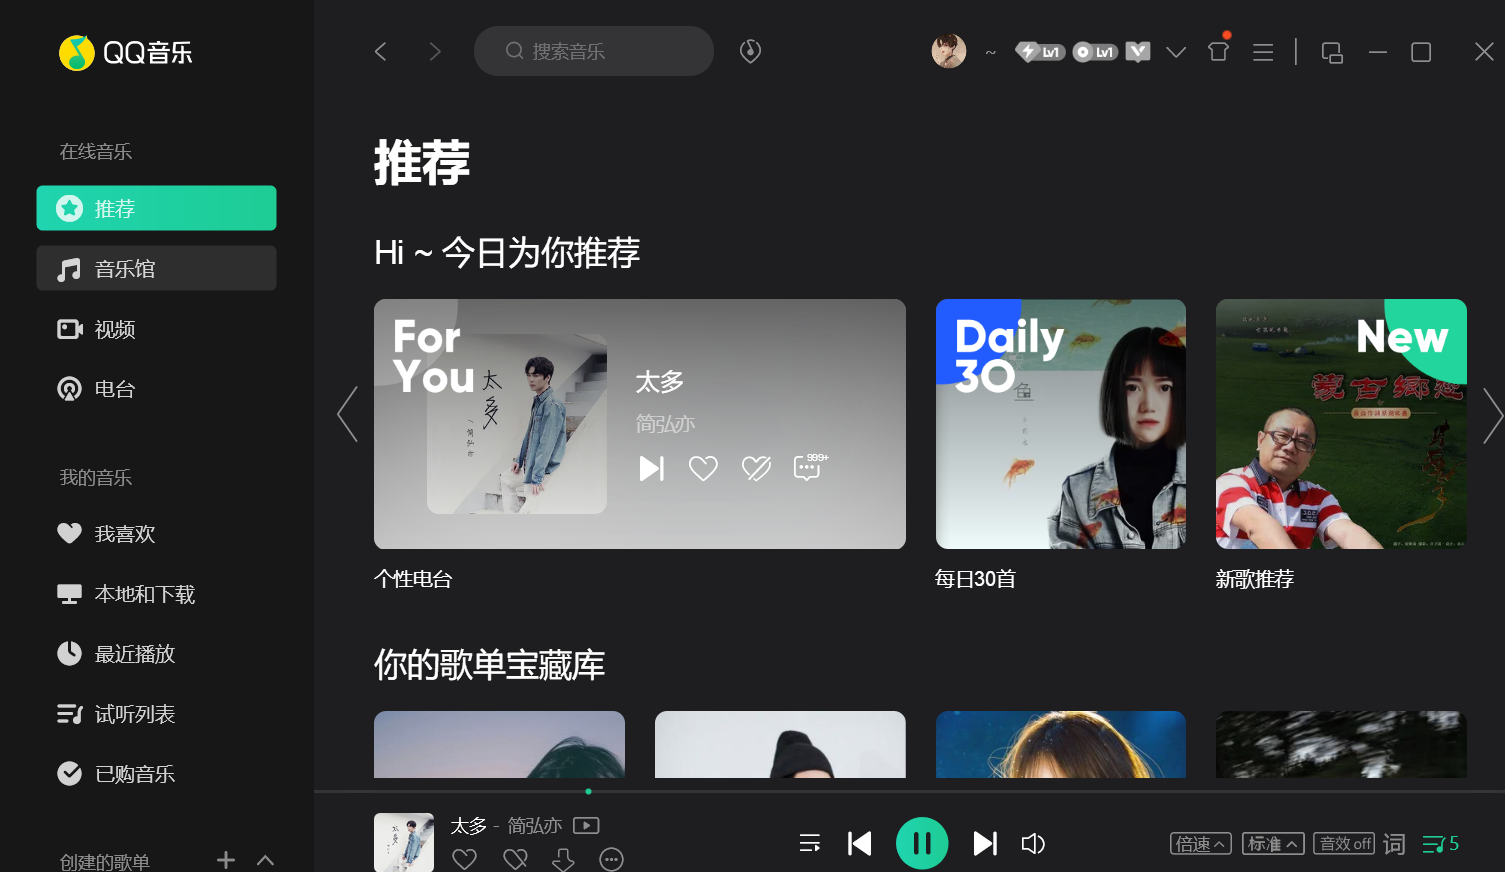 QQ音乐
搜索音乐
~
Lv1
Lv1
在线音乐
推荐
音乐馆
视频
电台
我的音乐
我喜欢
本地和下载
最近播放
试听列表
已购音乐
创建的歌单
推荐
Hi ~ 今日为你推荐
For
You
太多
简弘亦
太多
简弘亦
999+
个性电台
Daily
30
每日30首
New
蒙古乡愁
新歌推荐
你的歌单宝藏库
太多 - 简弘亦
倍速
标准
音效 off
词
5